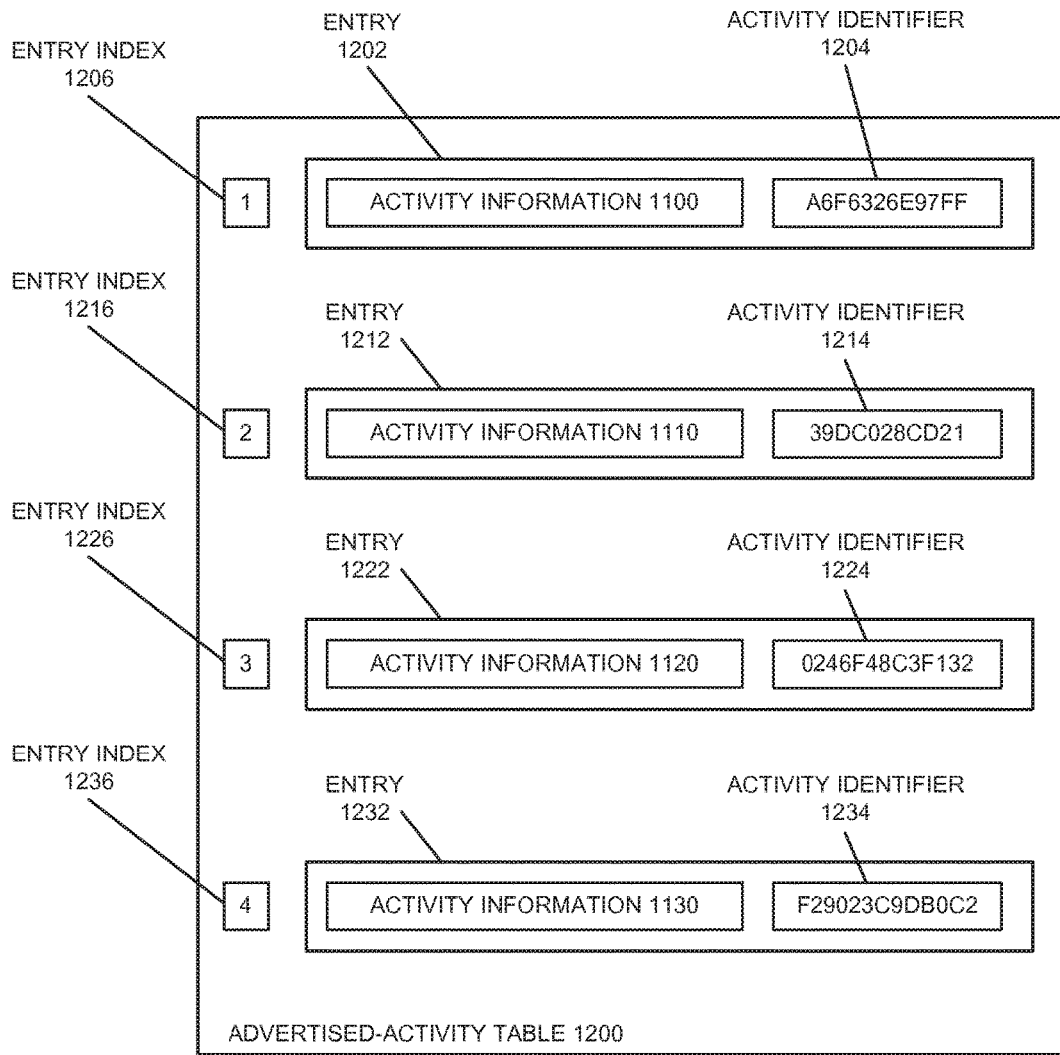 ENTRY INDEX
1206
ENTRY
1202
ACTIVITY IDENTIFIER
1204
1
ACTIVITY INFORMATION 1100
A6F6326E97FF
ENTRY INDEX
1216
ENTRY
1212
ACTIVITY IDENTIFIER
1214
2
ACTIVITY INFORMATION 1110
39DC028CD21
ENTRY INDEX
1226
ENTRY
1222
ACTIVITY IDENTIFIER
1224
3
ACTIVITY INFORMATION 1120
0246F48C3F132
ENTRY INDEX
1236
ENTRY
1232
ACTIVITY IDENTIFIER
1234
4
ACTIVITY INFORMATION 1130
F29023C9DB0C2
ADVERTISED-ACTIVITY TABLE 1200